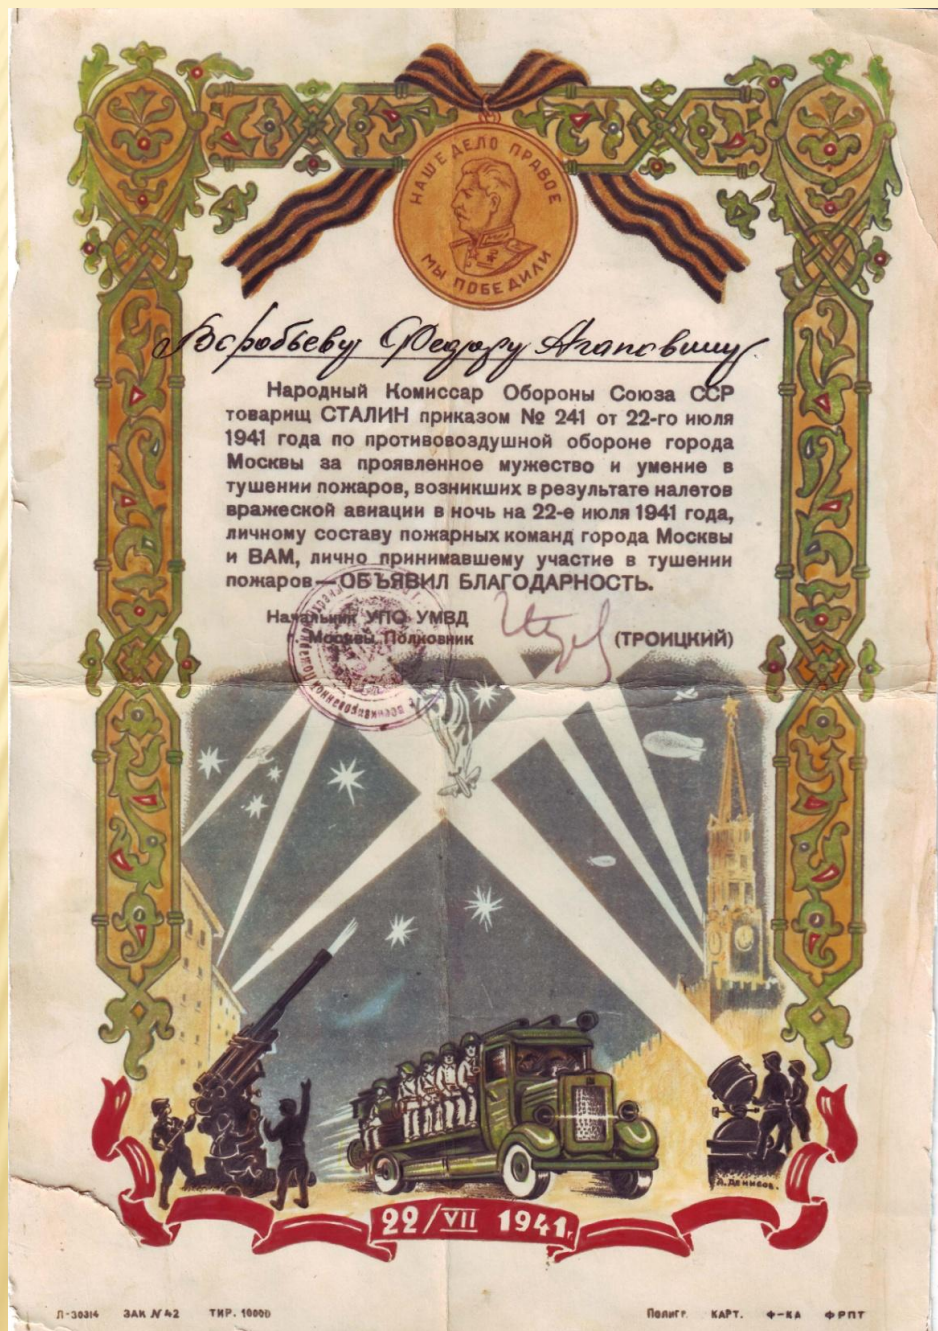 НАШЕ ДЕЛО ПРАВОЕ
МЫ ПОБЕДИЛИ
Воробьеву Федору Агаповичу
Народный Комиссар Обороны Союза ССР
товарищ СТАЛИН приказом № 241 от 22-го июля
1941 года по противовоздушной обороне города
Москвы за проявленное мужество и умение в
тушении пожаров, возникших в результате налетов
вражеской авиации в ночь на 22-е июля 1941 года,
личному составу пожарных команд города Москвы
и ВАМ, лично принимавшему участие в тушении
пожаров — ОБЪЯВИЛ БЛАГОДАРНОСТЬ.
Начальник УПО УМВД
г. Москвы, Полковник (ТРОИЦКИЙ)
А. Денисов.
22/VII 1941г.
Л-30314 ЗАК № 42 ТИР. 10000 Полигр. КАРТ. Ф-КА ФРПТ